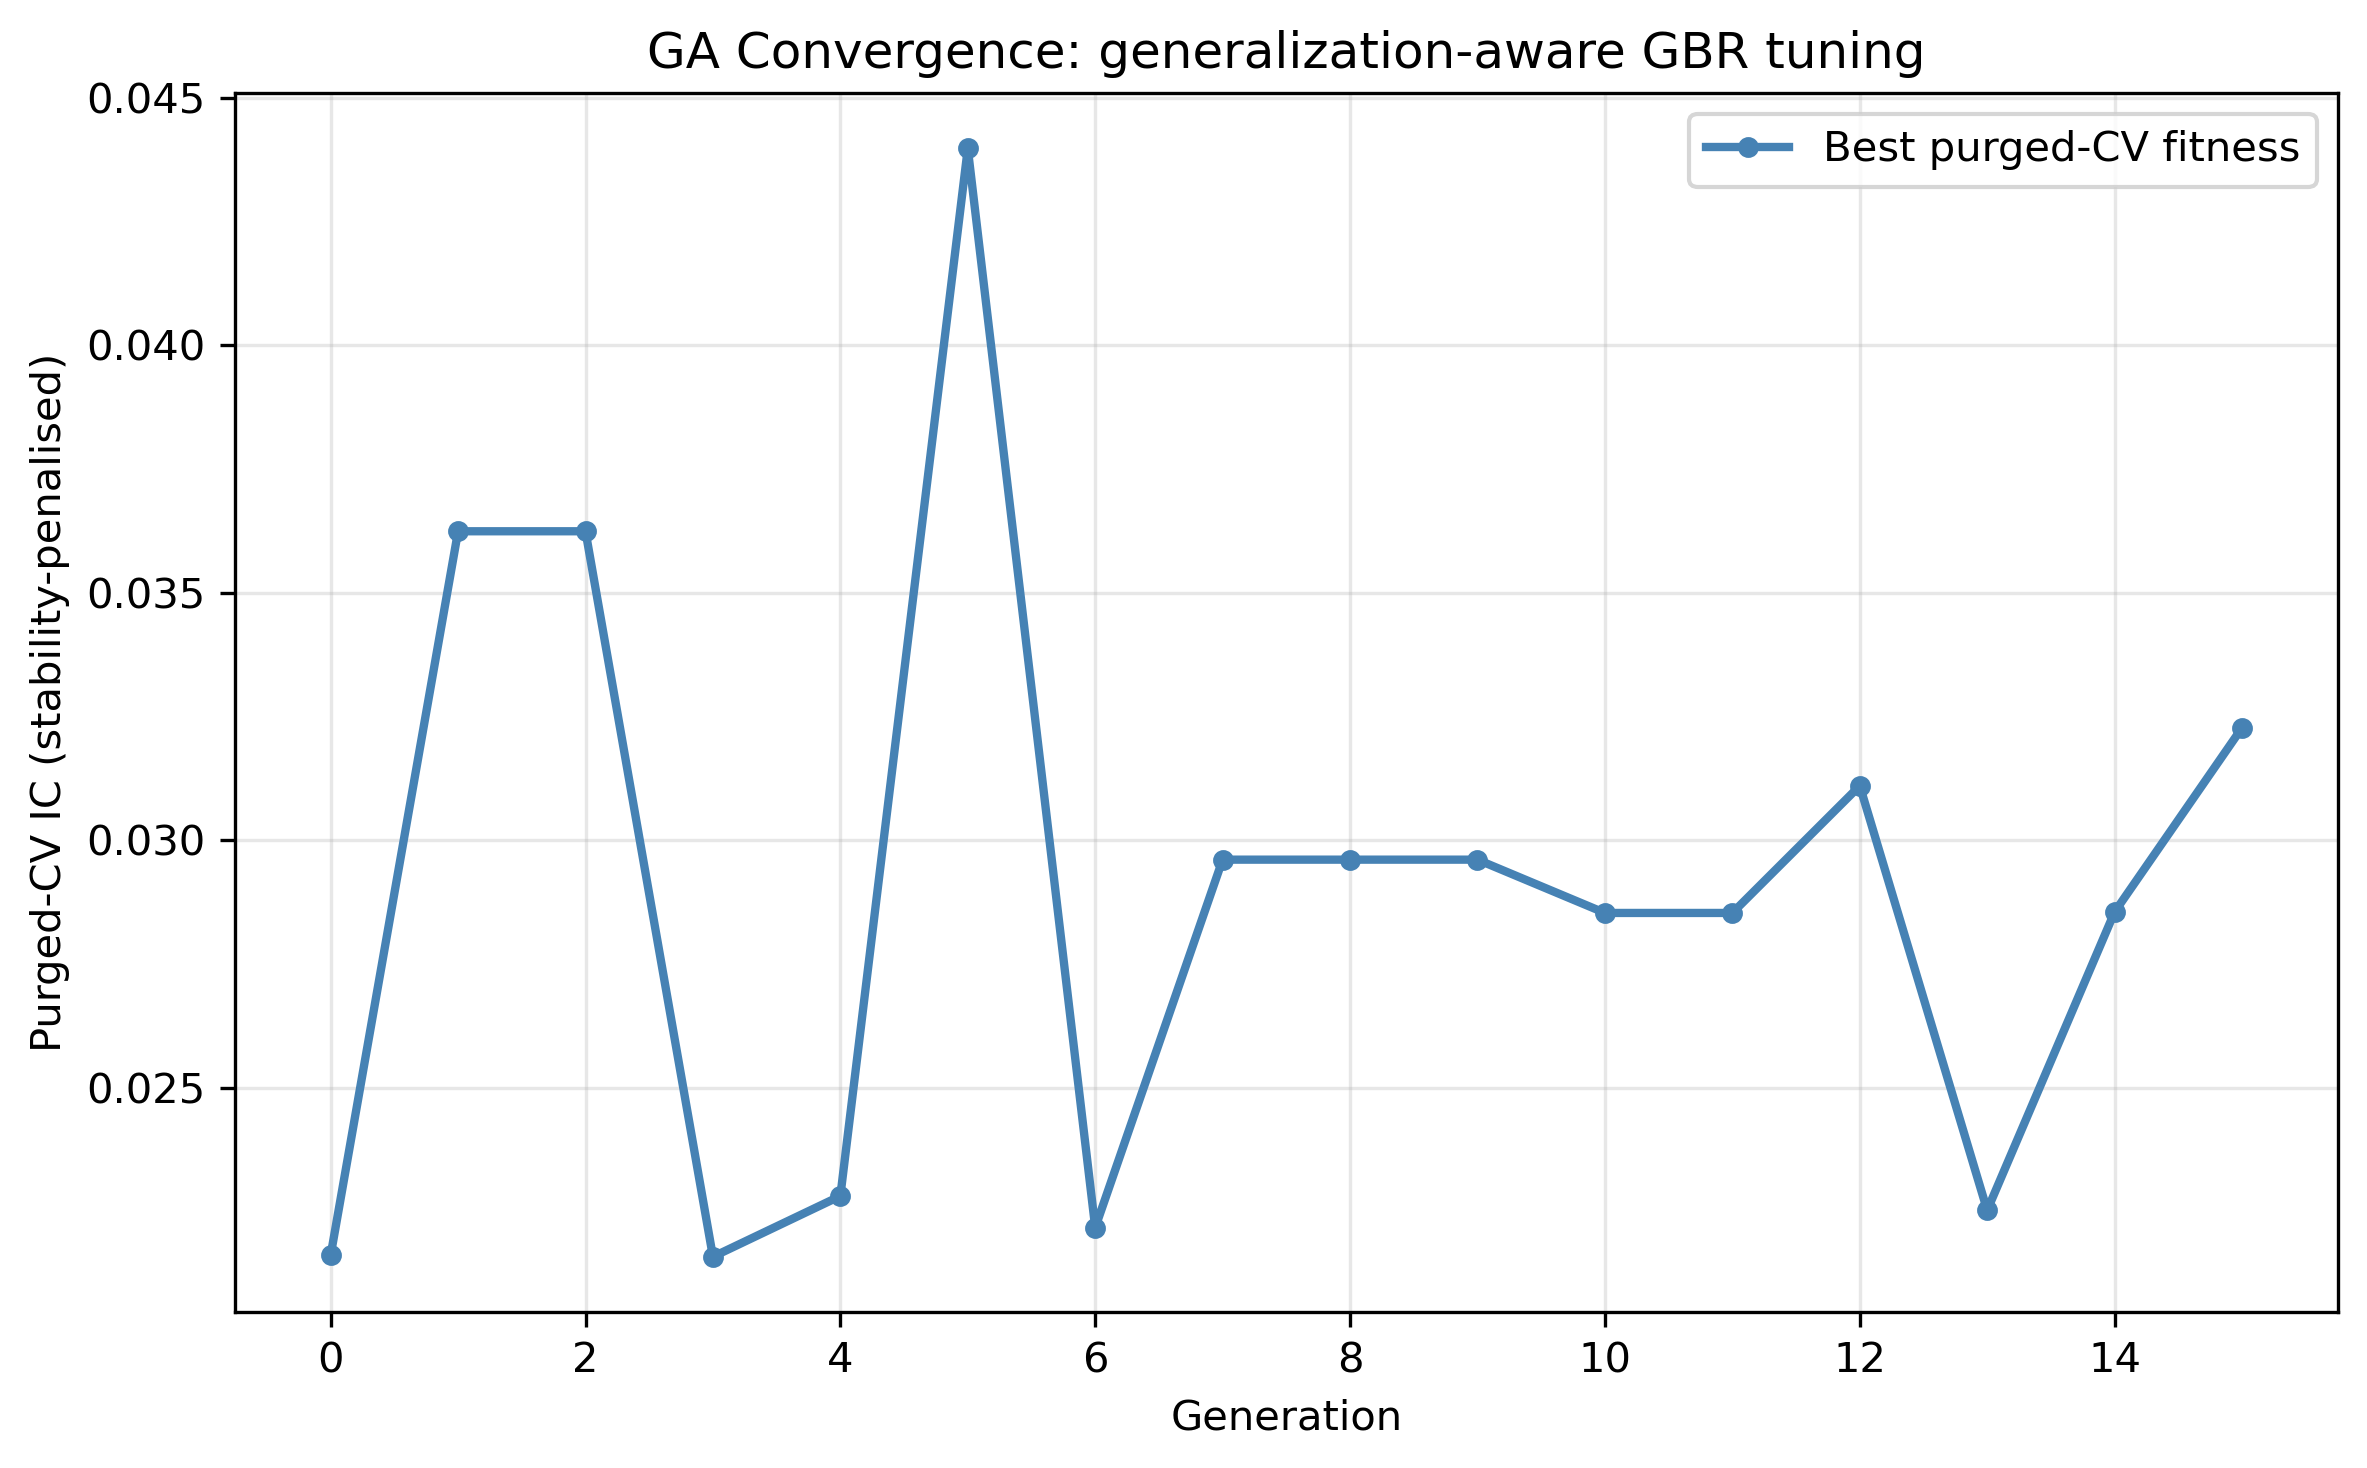 GA Convergence: generalization-aware GBR tuning
Best purged-CV fitness
Purged-CV IC (stability-penalised)
0.045
0.040
0.035
0.030
0.025
0 2 4 6 8 10 12 14
Generation